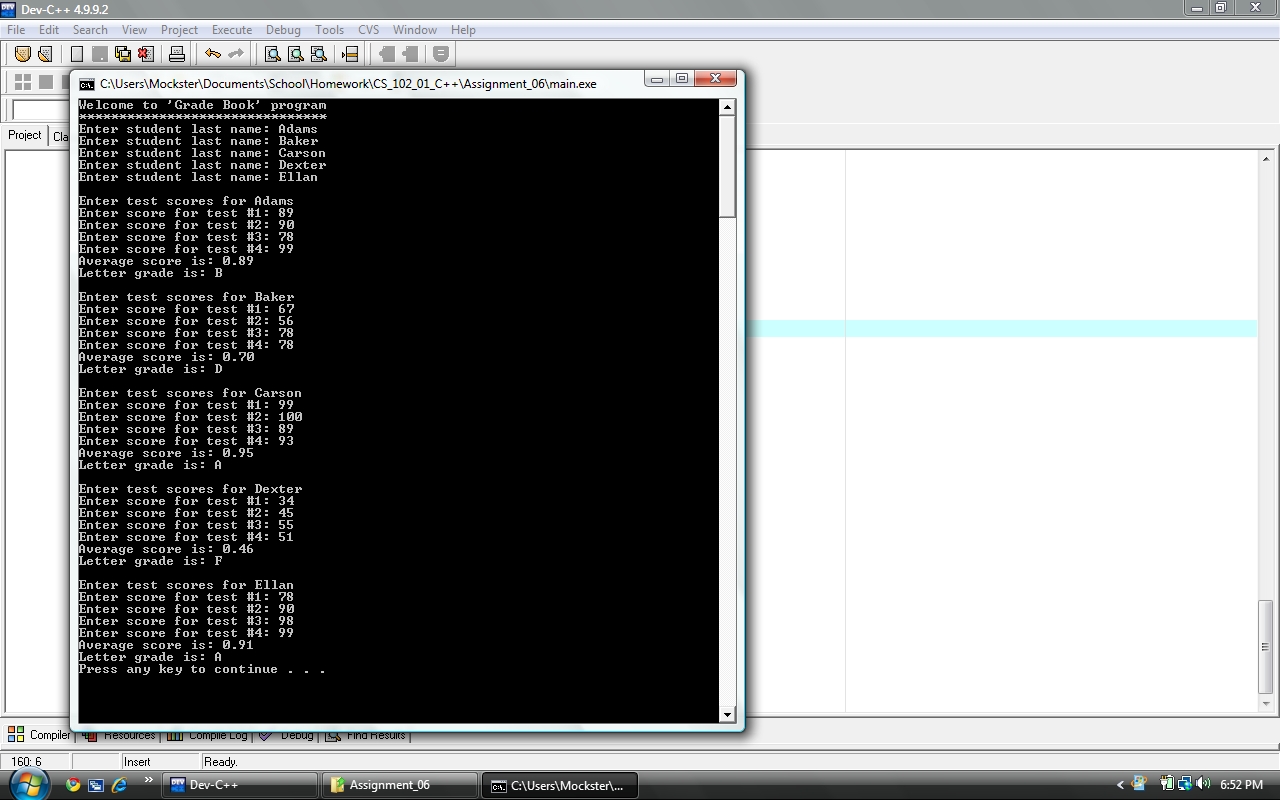 Dev-C++ 4.9.9.2
File Edit Search View Project Execute Debug Tools CVS Window Help
C:\Users\Mockster\Documents\School\Homework\CS_102_01_C++\Assignment_06\main.exe
Project Cla
Welcome to 'Grade Book' program
*******************************
Enter student last name: Adams
Enter student last name: Baker
Enter student last name: Carson
Enter student last name: Dexter
Enter student last name: Ellan
Enter test scores for Adams
Enter score for test #1: 89
Enter score for test #2: 90
Enter score for test #3: 78
Enter score for test #4: 99
Average score is: 0.89
Letter grade is: B
Enter test scores for Baker
Enter score for test #1: 67
Enter score for test #2: 56
Enter score for test #3: 78
Enter score for test #4: 78
Average score is: 0.70
Letter grade is: D
Enter test scores for Carson
Enter score for test #1: 99
Enter score for test #2: 100
Enter score for test #3: 89
Enter score for test #4: 93
Average score is: 0.95
Letter grade is: A
Enter test scores for Dexter
Enter score for test #1: 34
Enter score for test #2: 45
Enter score for test #3: 55
Enter score for test #4: 51
Average score is: 0.46
Letter grade is: F
Enter test scores for Ellan
Enter score for test #1: 78
Enter score for test #2: 90
Enter score for test #3: 98
Enter score for test #4: 99
Average score is: 0.91
Letter grade is: A
Press any key to continue . . .
Compiler Resources Compile Log Debug Find Results
160: 6 Insert Ready.
Dev-C++ Assignment_06 C:\Users\Mockster\... 6:52 PM